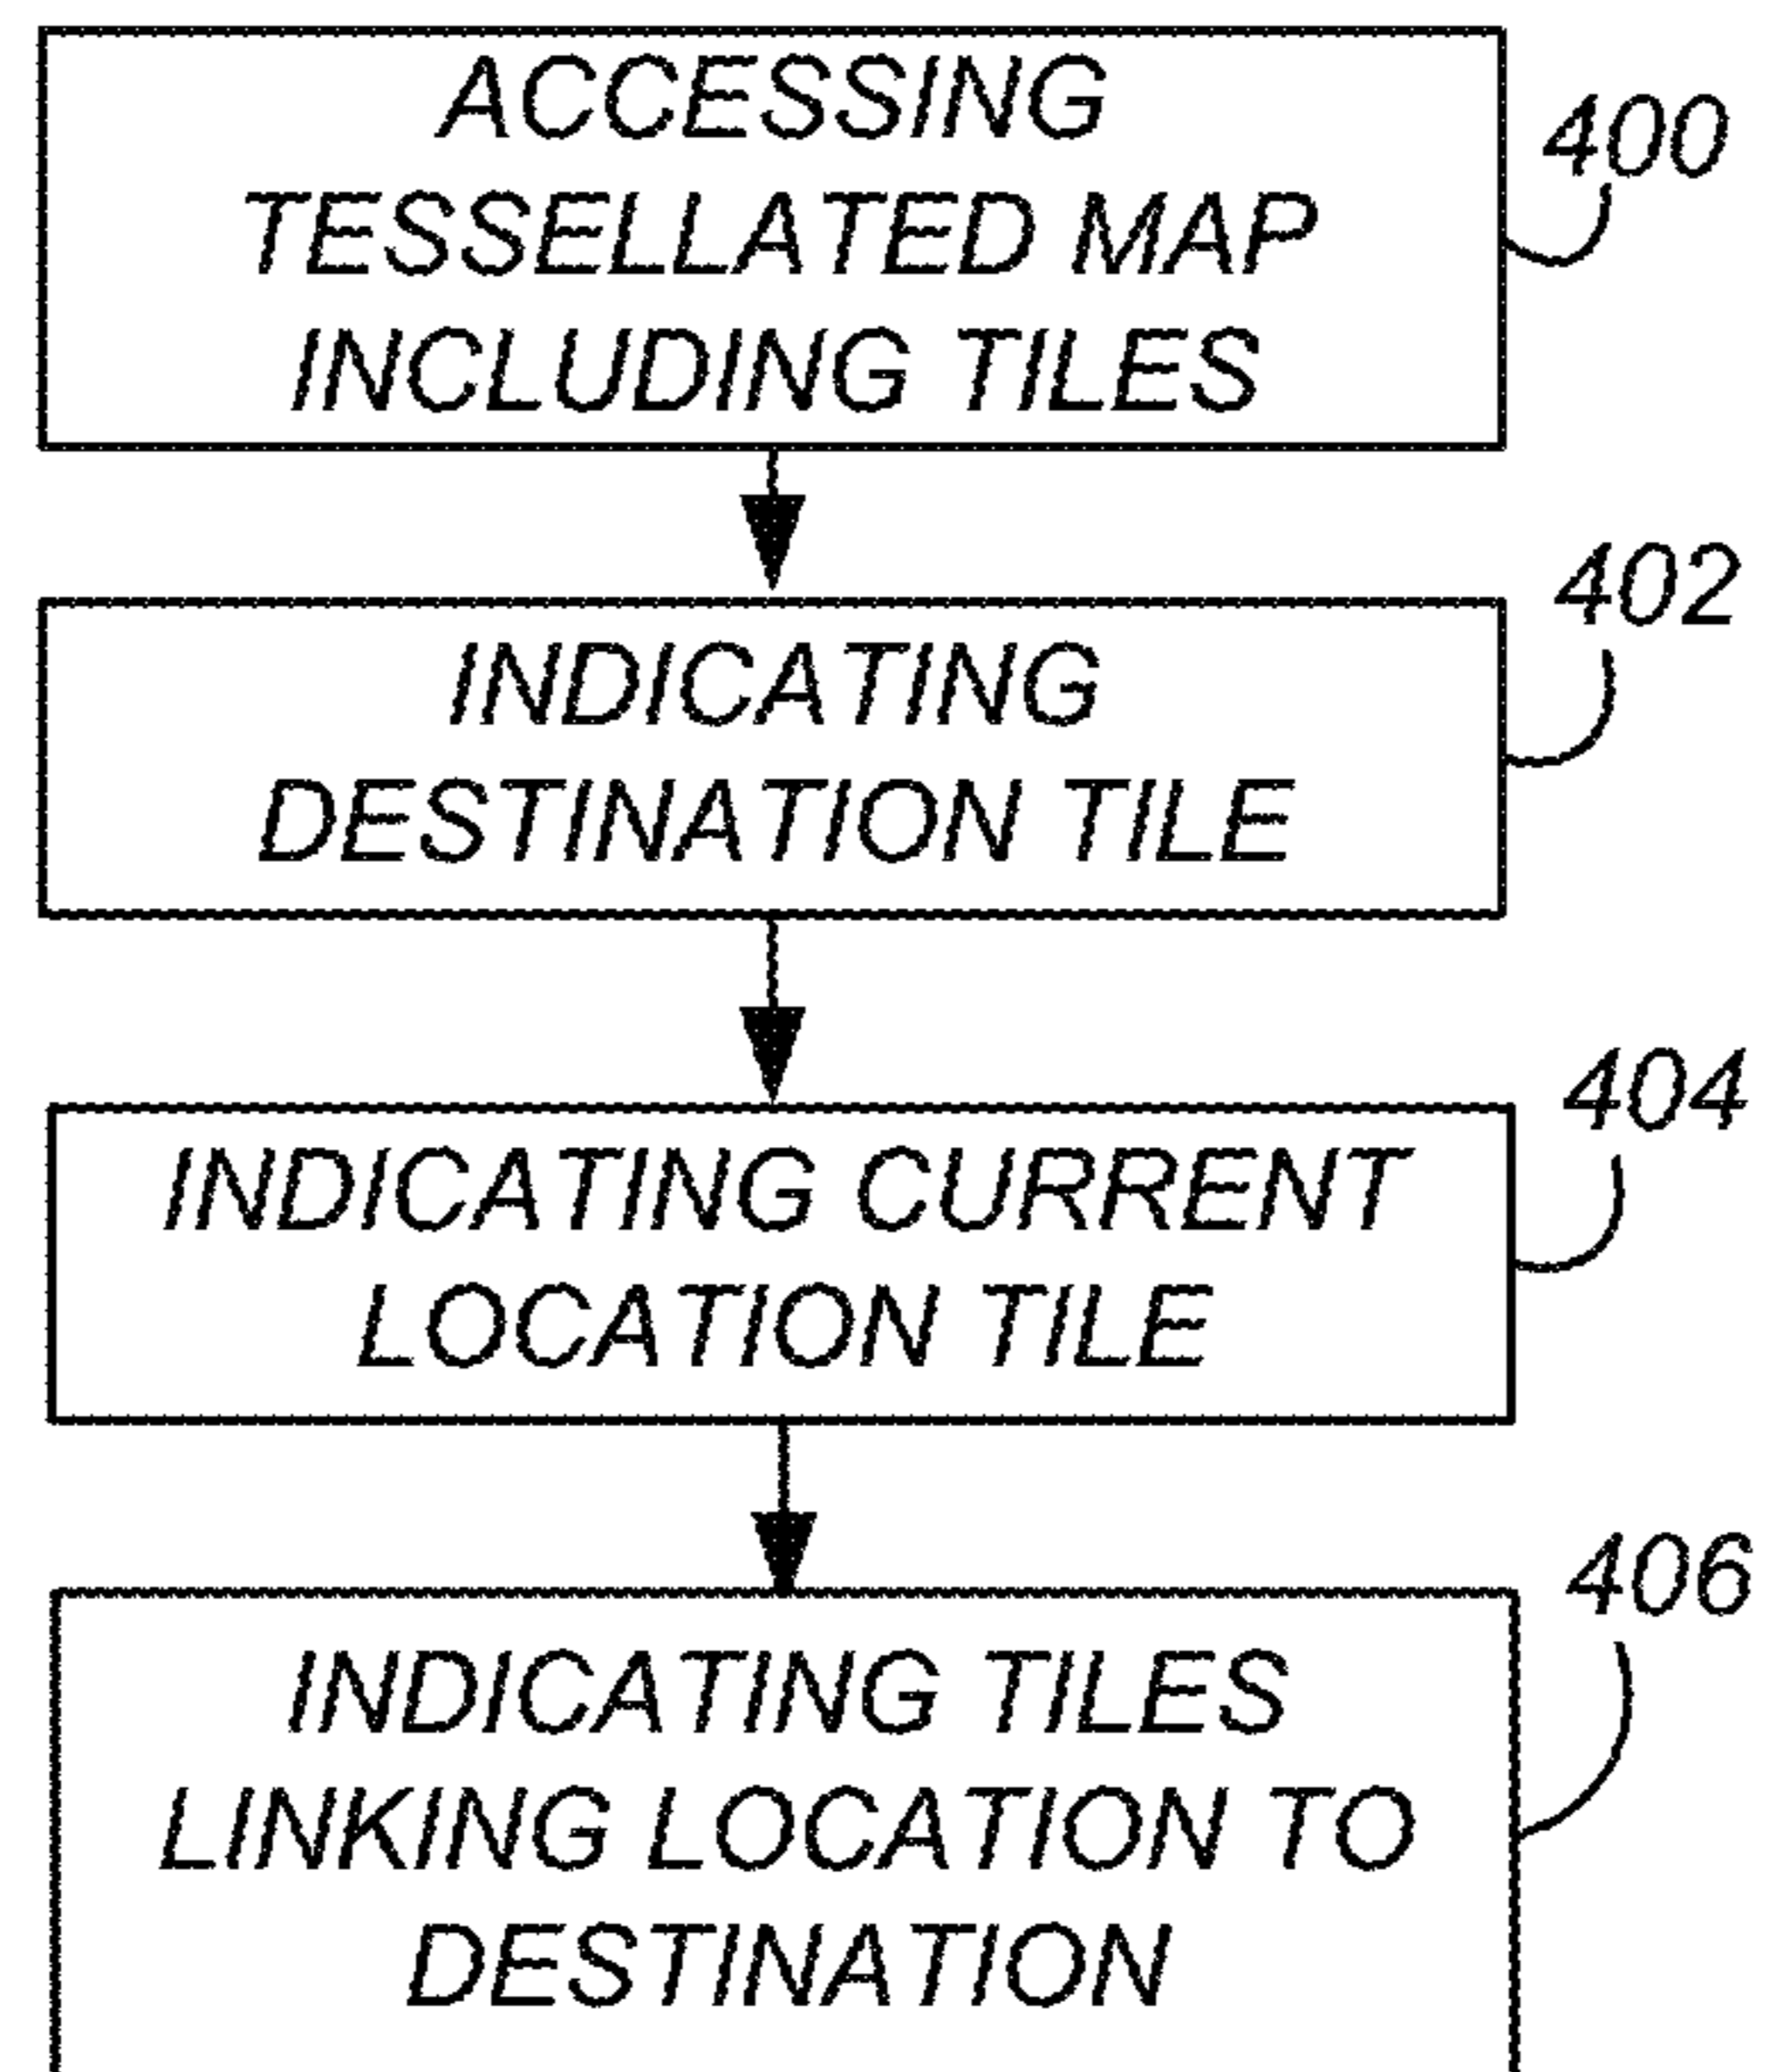 ACCESSING
TESSELLATED MAP
INCLUDING TILES
400
INDICATING
DESTINATION TILE
402
INDICATING CURRENT
LOCATION TILE
404
INDICATING TILES
LINKING LOCATION TO
DESTINATION
406